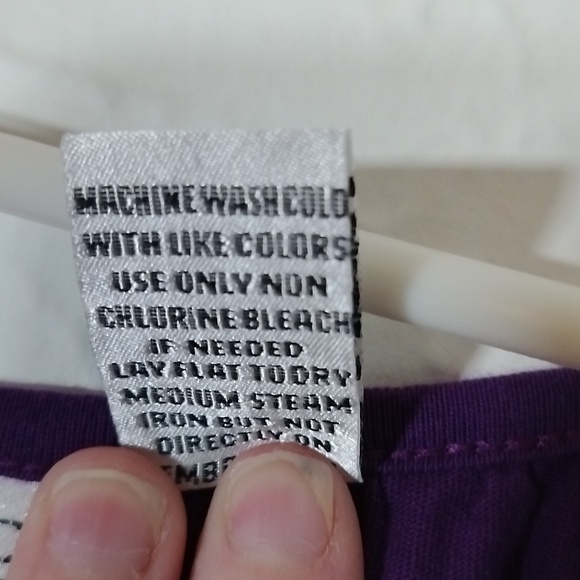 MACHINE WASH COLD
WITH LIKE COLORS
USE ONLY NON
CHLORINE BLEACH
IF NEEDED
LAY FLAT TO DRY
MEDIUM STEAM
IRON BUT NOT
DIRECTLY ON